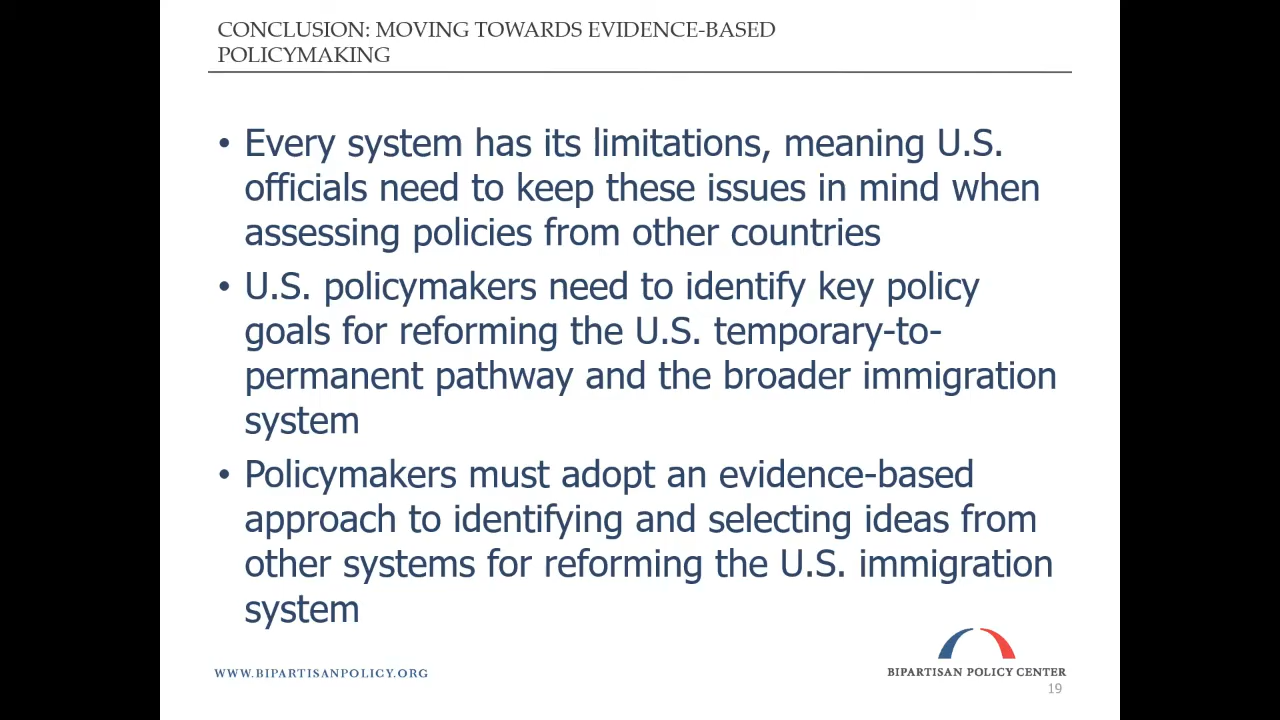 CONCLUSION: MOVING TOWARDS EVIDENCE-BASED
POLICYMAKING
• Every system has its limitations, meaning U.S.
officials need to keep these issues in mind when
assessing policies from other countries
• U.S. policymakers need to identify key policy
goals for reforming the U.S. temporary-to-
permanent pathway and the broader immigration
system
• Policymakers must adopt an evidence-based
approach to identifying and selecting ideas from
other systems for reforming the U.S. immigration
system
WWW.BIPARTISANPOLICY.ORG
BIPARTISAN POLICY CENTER
19